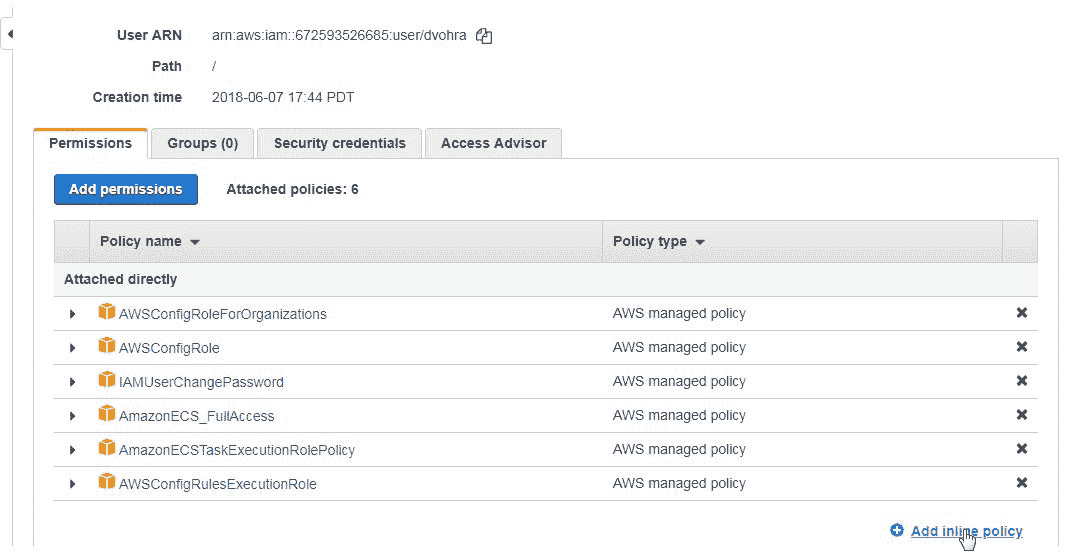 User ARN arn:aws:iam::672593526685:user/dvohra
Path /
Creation time 2018-06-07 17:44 PDT
Permissions Groups (0) Security credentials Access Advisor
Add permissions Attached policies: 6
Policy name Policy type
Attached directly
AWSConfigRoleForOrganizations AWS managed policy
AWSConfigRole AWS managed policy
IAMUserChangePassword AWS managed policy
AmazonECS_FullAccess AWS managed policy
AmazonECSTaskExecutionRolePolicy AWS managed policy
AWSConfigRulesExecutionRole AWS managed policy
Add inline policy